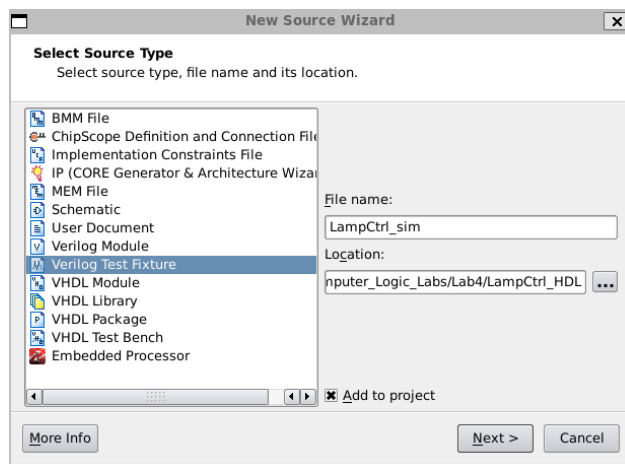 New Source Wizard
Select Source Type
Select source type, file name and its location.
BMM File
ChipScope Definition and Connection File
Implementation Constraints File
IP (CORE Generator & Architecture Wizar
MEM File
Schematic
User Document
Verilog Module
Verilog Test Fixture
VHDL Module
VHDL Library
VHDL Package
VHDL Test Bench
Embedded Processor
File name:
LampCtrl_sim
Location:
nputer_Logic_Labs/Lab4/LampCtrl_HDL
...
Add to project
More Info
Next >
Cancel